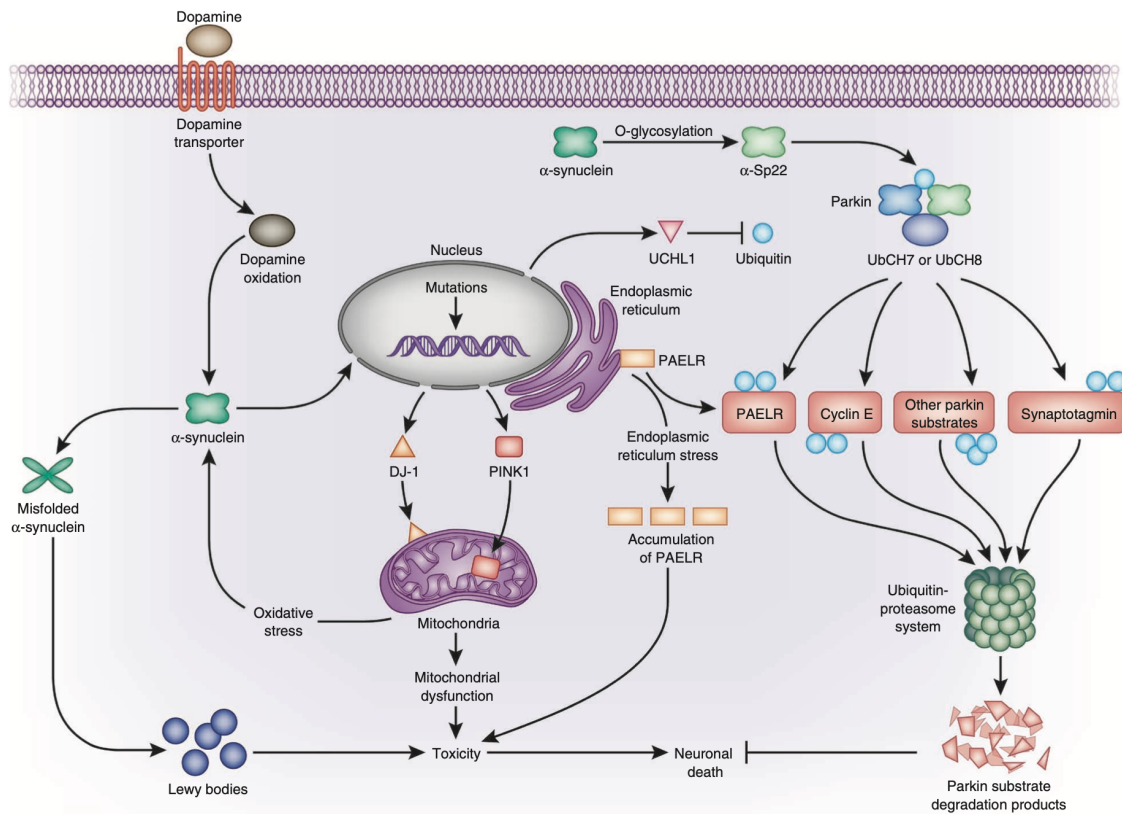 Dopamine
Dopamine
transporter
O-glycosylation
α-synuclein
α-Sp22
Parkin
UbCH7 or UbCH8
Dopamine
oxidation
Nucleus
Mutations
UCHL1
Ubiquitin
Endoplasmic
reticulum
PAELR
PAELR
Cyclin E
Other parkin
substrates
Synaptotagmin
α-synuclein
Endoplasmic
reticulum stress
DJ-1
PINK1
Misfolded
α-synuclein
Accumulation
of PAELR
Oxidative
stress
Mitochondria
Ubiquitin-
proteasome
system
Mitochondrial
dysfunction
Lewy bodies
Toxicity
Neuronal
death
Parkin substrate
degradation products